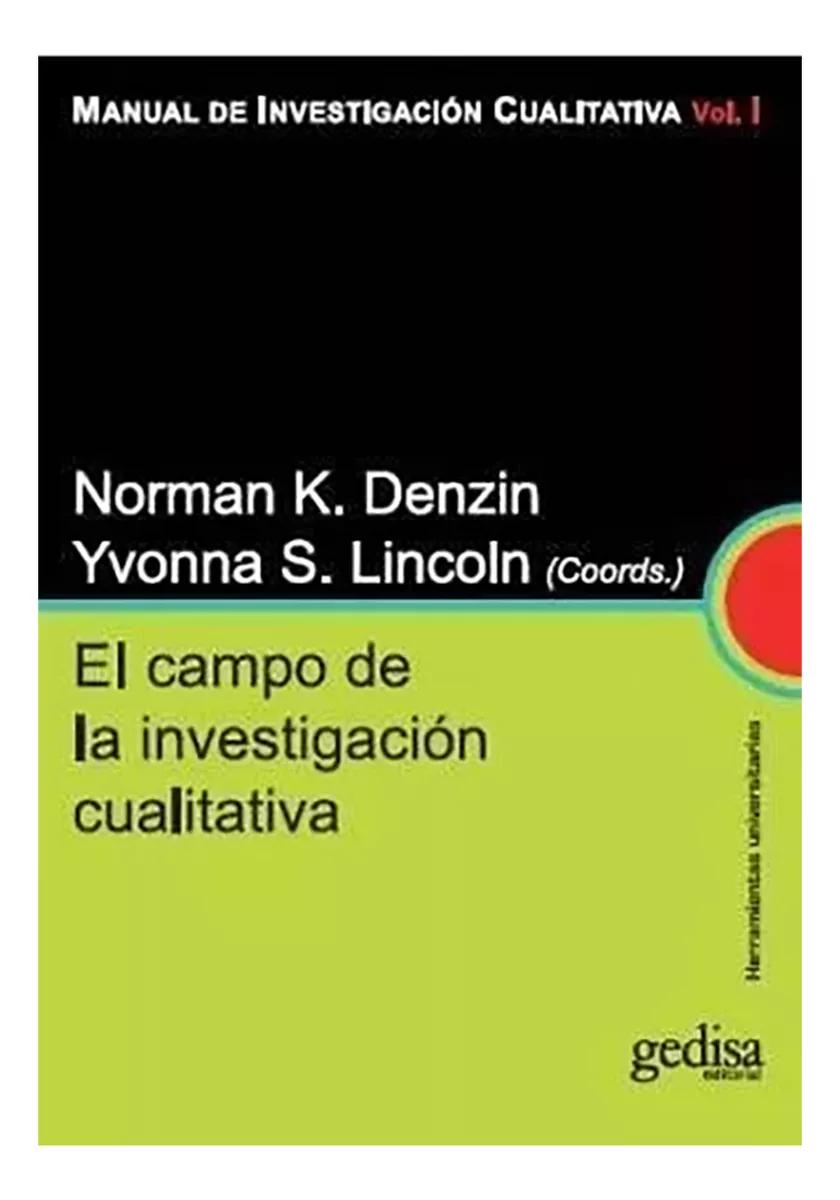 MANUAL DE INVESTIGACIÓN CUALITATIVA Vol. I
Norman K. Denzin
Yvonna S. Lincoln (Coords.)
El campo de
la investigación
cualitativa
Herramientas universitarias
gedisa
editorial